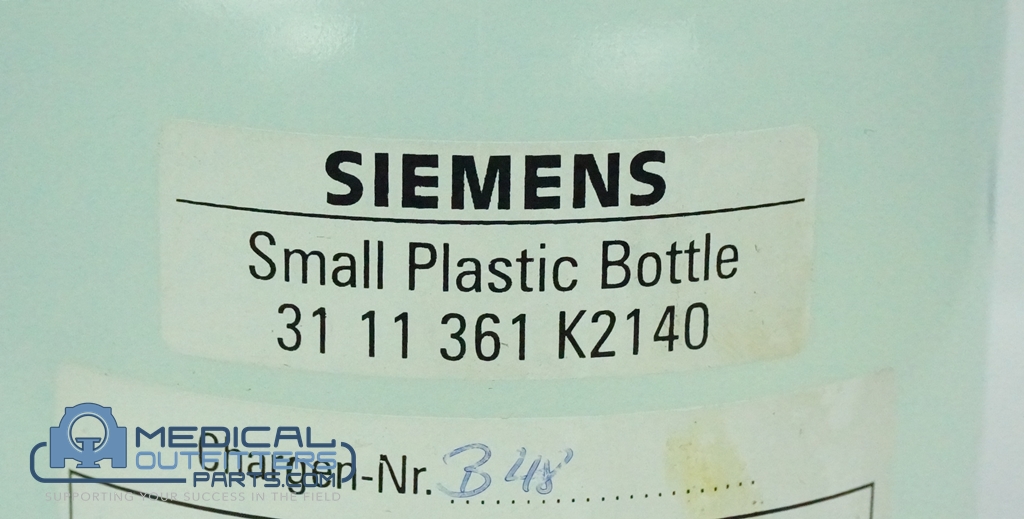 SIEMENS
Small Plastic Bottle
31 11 361 K2140
Chargen-Nr. B 48
MEDICAL
OUTFITTERS
PARTS.COM
SUPPORTING YOUR SUCCESS IN THE FIELD